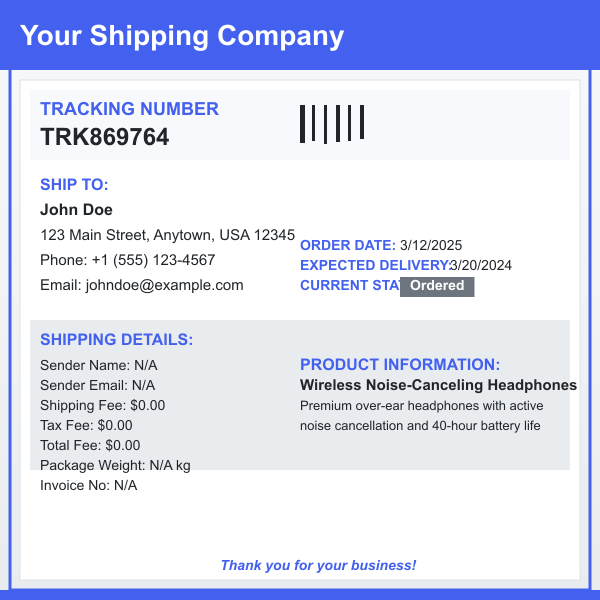 Your Shipping Company
TRACKING NUMBER
TRK869764
SHIP TO:
John Doe
123 Main Street, Anytown, USA 12345
Phone: +1 (555) 123-4567
Email: johndoe@example.com
ORDER DATE: 3/12/2025
EXPECTED DELIVERY: 3/20/2024
CURRENT STAT Ordered
SHIPPING DETAILS:
Sender Name: N/A
Sender Email: N/A
Shipping Fee: $0.00
Tax Fee: $0.00
Total Fee: $0.00
Package Weight: N/A kg
Invoice No: N/A
PRODUCT INFORMATION:
Wireless Noise-Canceling Headphones
Premium over-ear headphones with active
noise cancellation and 40-hour battery life
Thank you for your business!